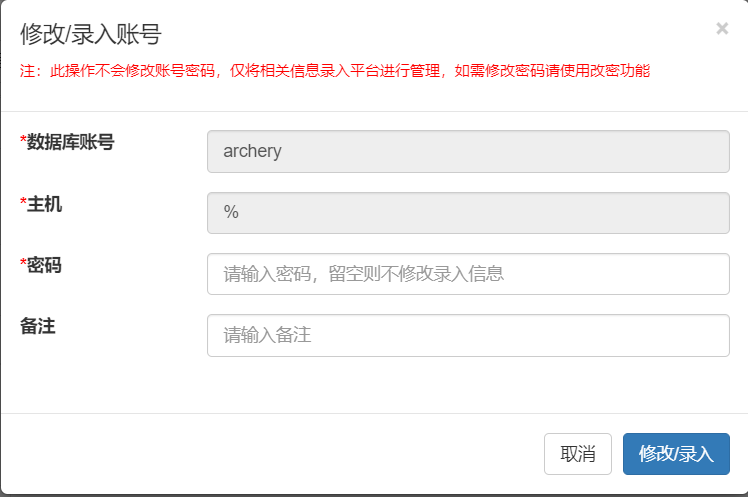 修改/录入账号
×
注：此操作不会修改账号密码，仅将相关信息录入平台进行管理，如需修改密码请使用改密功能
*数据库账号
archery
*主机
%
*密码
请输入密码，留空则不修改录入信息
备注
请输入备注
取消
修改/录入